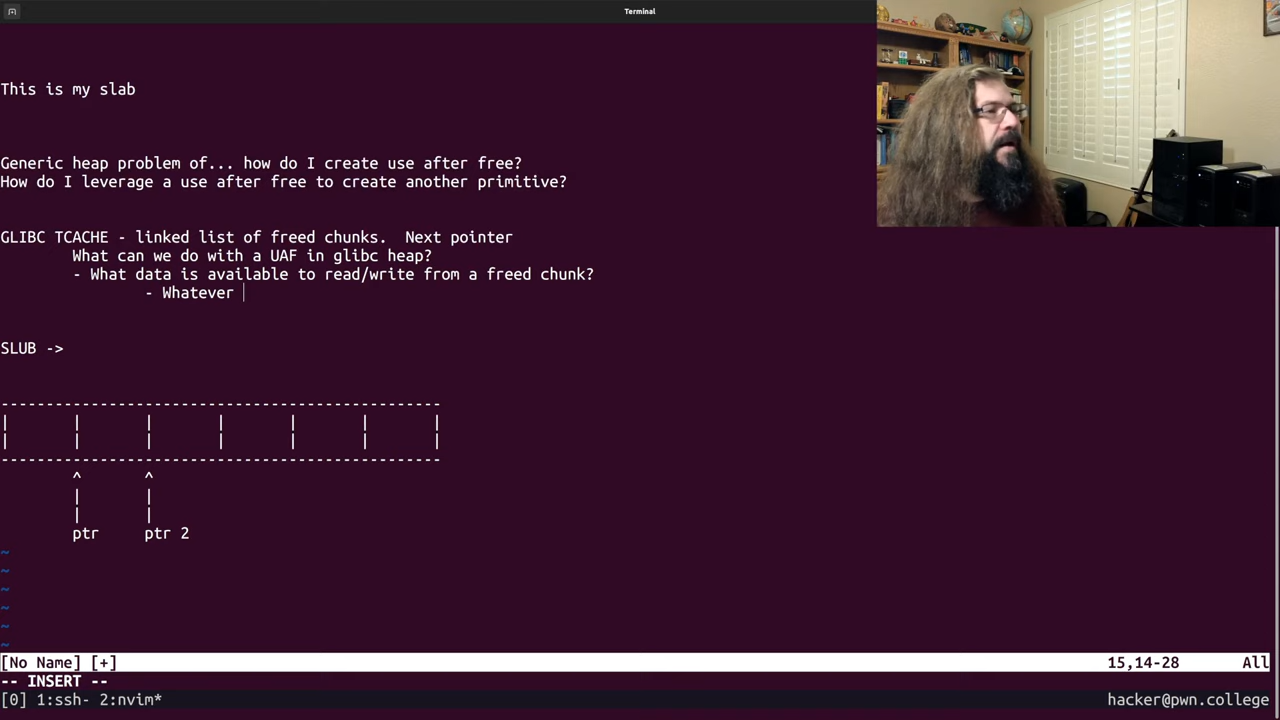 Terminal
This is my slab
Generic heap problem of... how do I create use after free?
How do I leverage a use after free to create another primitive?
GLIBC TCACHE - linked list of freed chunks.  Next pointer
What can we do with a UAF in glibc heap?
- What data is available to read/write from a freed chunk?
- Whatever
SLUB ->
ptr ptr 2
[No Name] [+] 15,14-28 All
-- INSERT --
[0] 1:ssh- 2:nvim* hacker@pwn.college